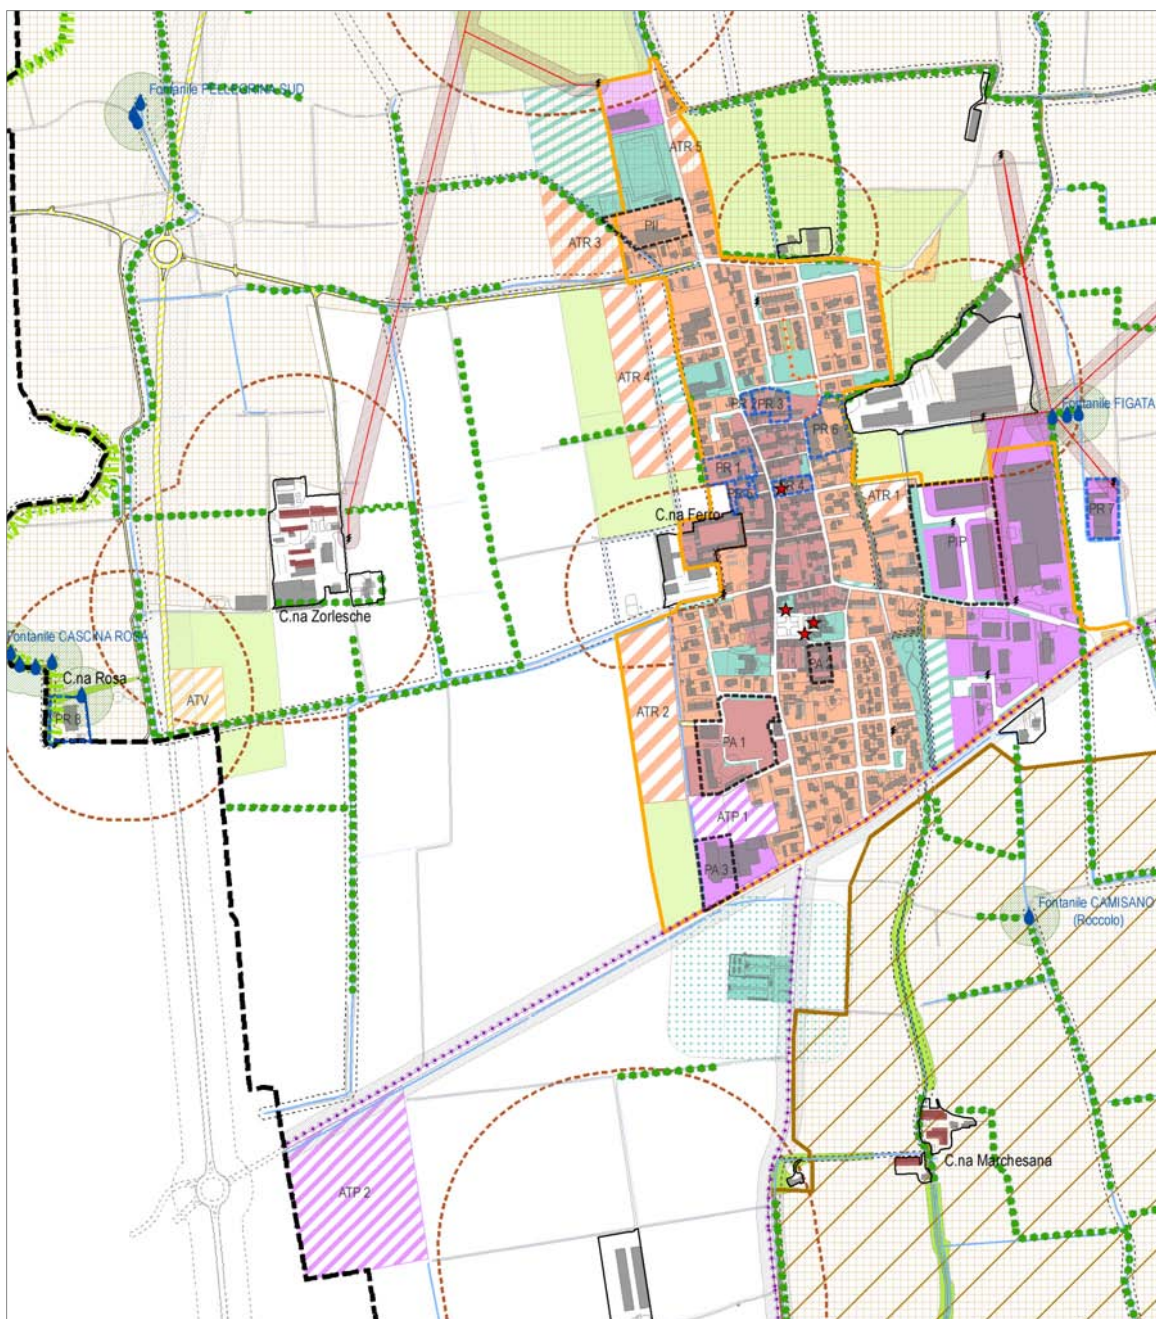 Fontanile PELLEGRINA SUD
ATR 5
PII
ATR 3
ATR 4
PR 2
PR 3
PR 6
Fontanile FIGATA
PR 1
PR 4
ATR 1
PR 7
C.na Ferro
PIP
C.na Zorlesche
Fontanile CASCINA ROSA
C.na Rosa
PR 8
ATV
ATR 2
PA 1
ATP 1
PA 3
Fontanile CAMISANO
(Roccolo)
C.na Marchesana
ATP 2